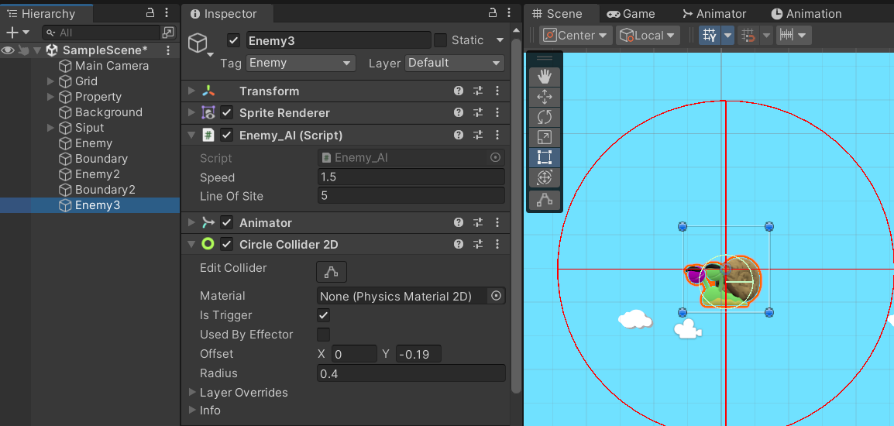 Hierarchy
All
SampleScene*
Main Camera
Grid
Property
Background
Siput
Enemy
Boundary
Enemy2
Boundary2
Enemy3
Inspector
Enemy3
Static
Tag Enemy Layer Default
Transform
Sprite Renderer
Enemy_AI (Script)
Script Enemy_AI
Speed 1.5
Line Of Site 5
Animator
Circle Collider 2D
Edit Collider
Material None (Physics Material 2D)
Is Trigger
Used By Effector
Offset X 0 Y -0.19
Radius 0.4
Layer Overrides
Info
Scene Game Animator Animation
Center Local